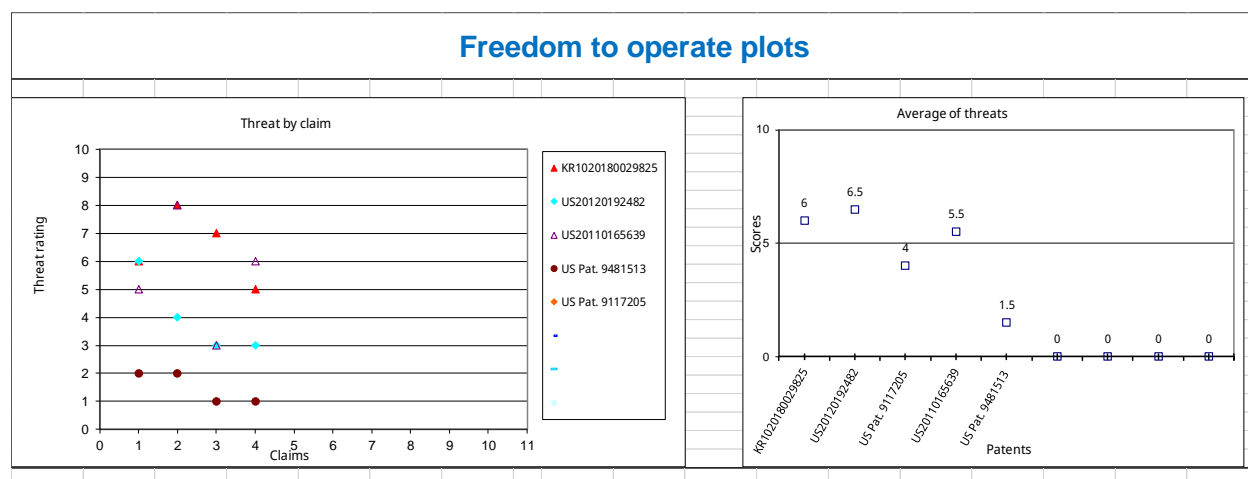 Freedom to operate plots
Threat by claim
10
9
8
7
6
5
4
3
2
1
0
Threat rating
0 1 2 3 4 5 6 7 8 9 10 11
Claims
KR1020180029825
US20120192482
US20110165639
US Pat. 9481513
US Pat. 9117205
Average of threats
10
5
0
Scores
6
6.5
4
5.5
1.5
0
0
0
0
KR1020180029825
US20120192482
US Pat. 9117205
US20110165639
US Pat. 9481513
Patents